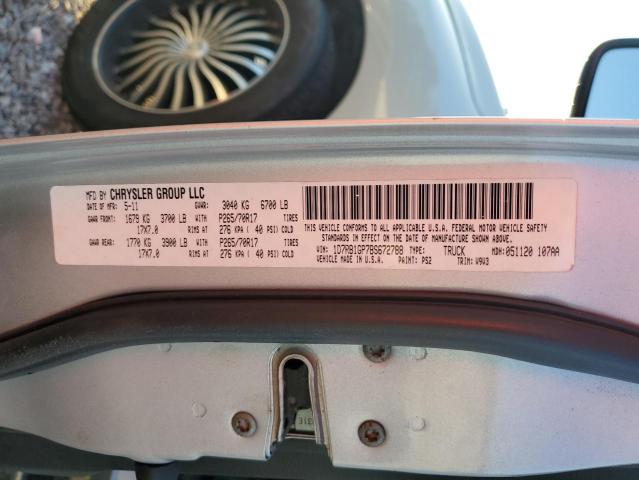 MFD BY CHRYSLER GROUP LLC
DATE OF MFR: 5-11 GVWR: 3040 KG 6700 LB
GAWR FRONT: 1679 KG 3700 LB WITH P265/70R17 TIRES
17X7.0 RIMS AT 276 KPA ( 40 PSI) COLD
GAWR REAR: 1770 KG 3900 LB WITH P265/70R17 TIRES
17X7.0 RIMS AT 276 KPA ( 40 PSI) COLD
THIS VEHICLE CONFORMS TO ALL APPLICABLE U.S.A. FEDERAL MOTOR VEHICLE SAFETY
STANDARDS IN EFFECT ON THE DATE OF MANUFACTURE SHOWN ABOVE.
VIN: 1D7RB1GP7BS672769 TYPE: TRUCK MDH: 051120 107AA
VEHICLE MADE IN U.S.A. PAINT: PS2 TRIM: V9V3